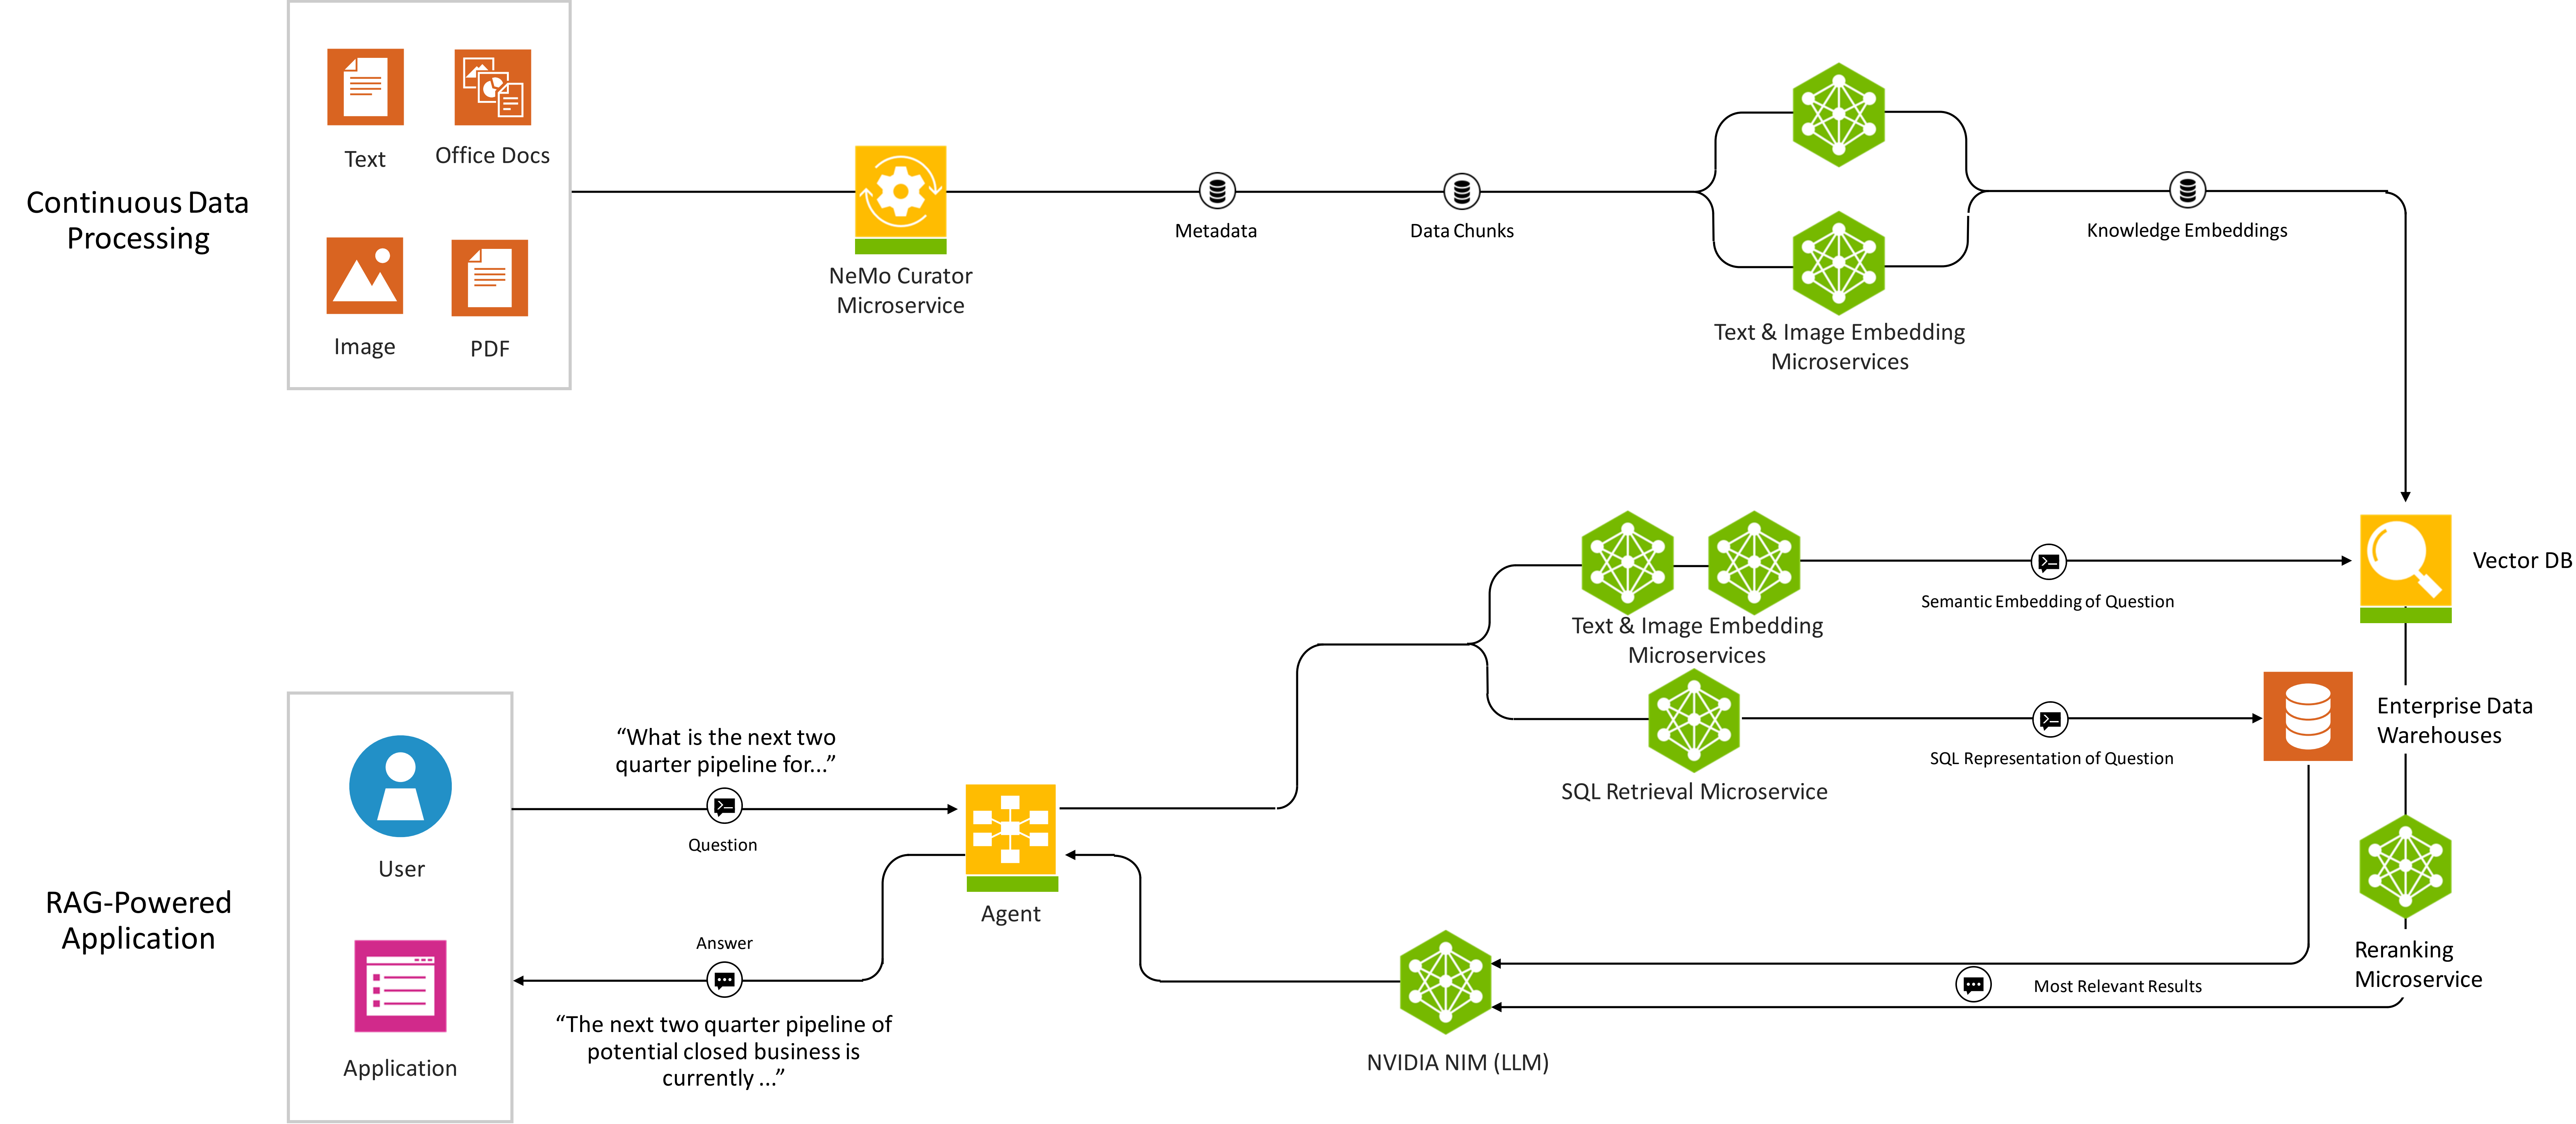 Text
Office Docs
Continuous Data
Processing
Image
PDF
NeMo Curator
Microservice
Metadata
Data Chunks
Text & Image Embedding
Microservices
Knowledge Embeddings
Vector DB
Semantic Embedding of Question
Text & Image Embedding
Microservices
Enterprise Data
Warehouses
SQL Representation of Question
SQL Retrieval Microservice
“What is the next two
quarter pipeline for...”
Question
User
RAG-Powered
Application
Agent
Answer
Reranking
Microservice
Most Relevant Results
“The next two quarter pipeline of
potential closed business is
currently ...”
Application
NVIDIA NIM (LLM)